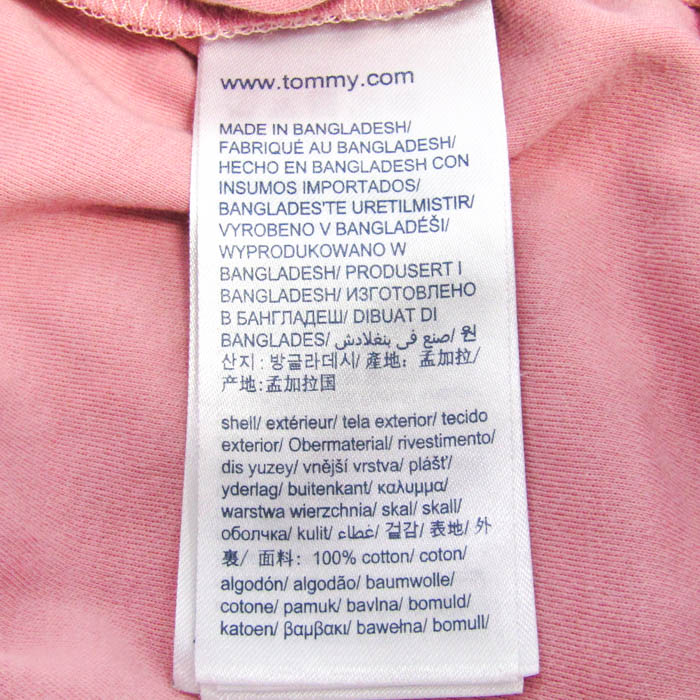 www.tommy.com
MADE IN BANGLADESH/
FABRIQUÉ AU BANGLADESH/
HECHO EN BANGLADESH CON
INSUMOS IMPORTADOS/
BANGLADES'TE URETILMISTIR/
VYROBENO V BANGLADÉŠI/
WYPRODUKOWANO W
BANGLADESH/ PRODUSERT I
BANGLADESH/ ИЗГОТОВЛЕНО
В БАНГЛАДЕШ/ DIBUAT DI
BANGLADES/ صنع في بنغلادش/ 원
산지 : 방글라데시/ 產地: 孟加拉/
产地:孟加拉国
shell/ extérieur/ tela exterior/ tecido
exterior/ Obermaterial/ rivestimento/
dis yuzey/ vnější vrstva/ plášť/
yderlag/ buitenkant/ καλυμμα/
warstwa wierzchnia/ skal/ skall/
оболчка/ kulit/ غطاء/ 겉감/ 表地/ 外
裏/ 面料: 100% cotton/ coton/
algodón/ algodão/ baumwolle/
cotone/ pamuk/ bavlna/ bomuld/
katoen/ βαμβακι/ bawełna/ bomull/